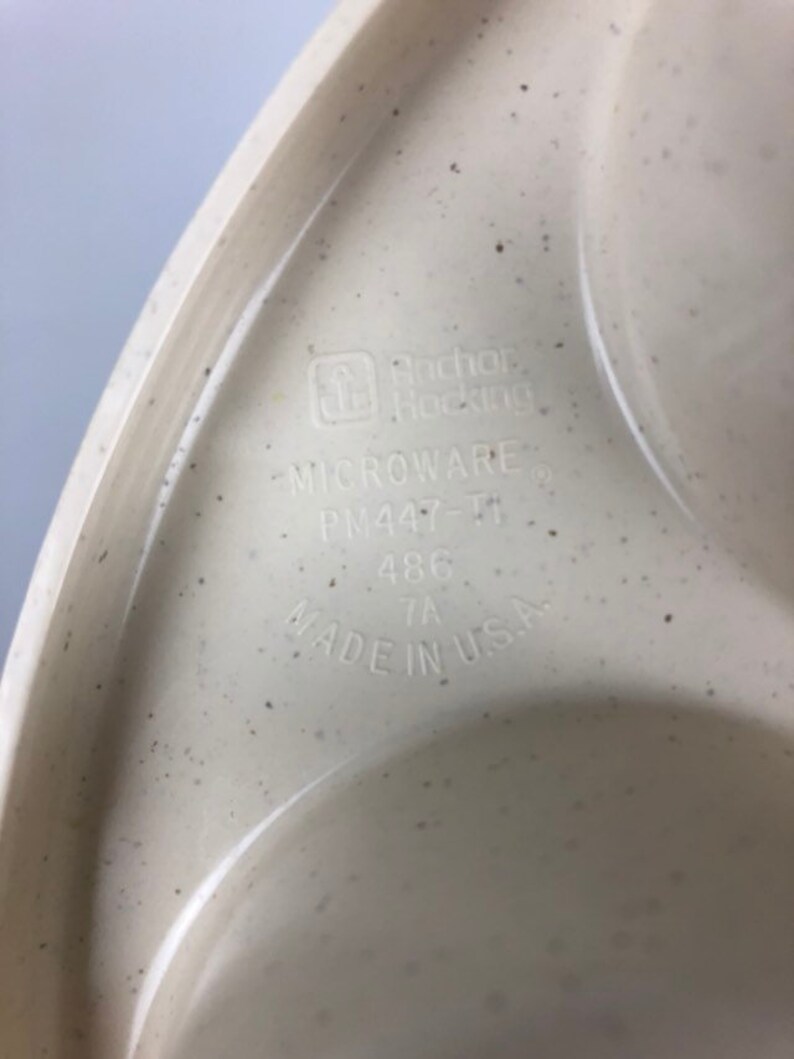 Anchor
Hocking
MICROWARE ®
PM447-T1
486
7A
MADE IN U.S.A.